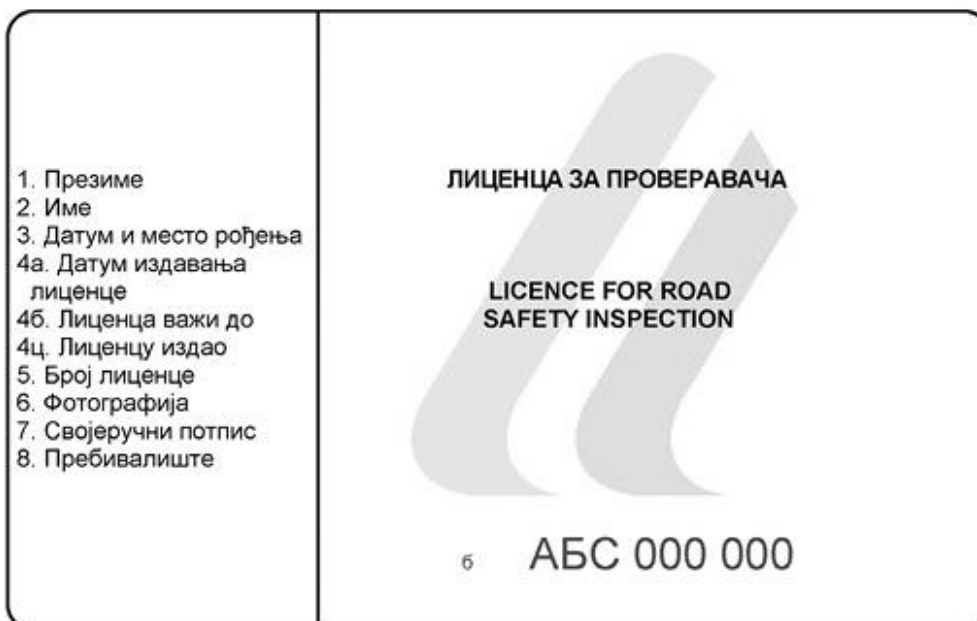 1. Презиме
2. Име
3. Датум и место рођења
4а. Датум издавања
лиценце
4б. Лиценца важи до
4ц. Лиценцу издао
5. Број лиценце
6. Фотографија
7. Својеручни потпис
8. Пребивалиште
ЛИЦЕНЦА ЗА ПРОВЕРАВАЧА
LICENCE FOR ROAD
SAFETY INSPECTION
б АБС 000 000